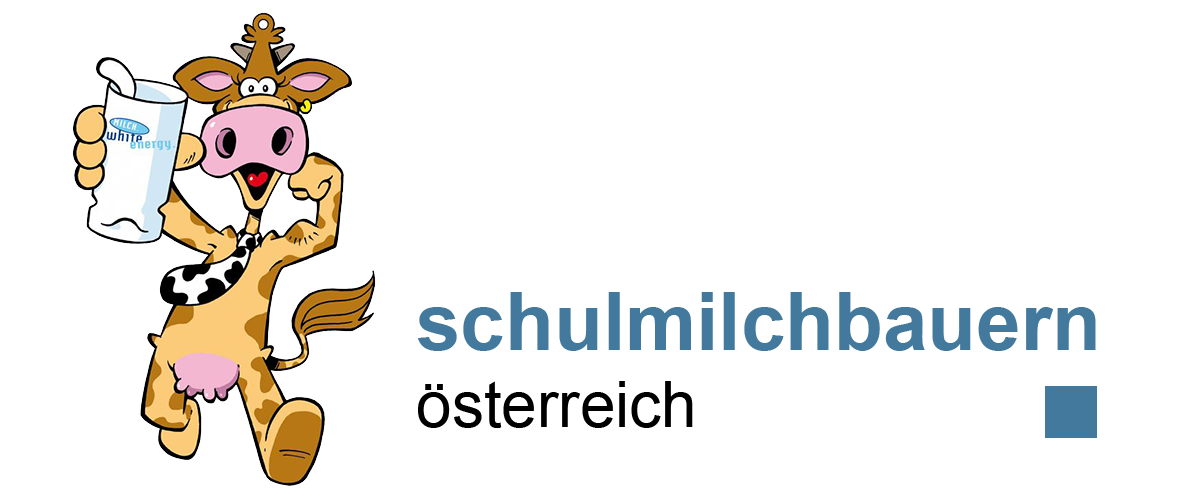 MILCH
white
energy.
schulmilchbauern
österreich